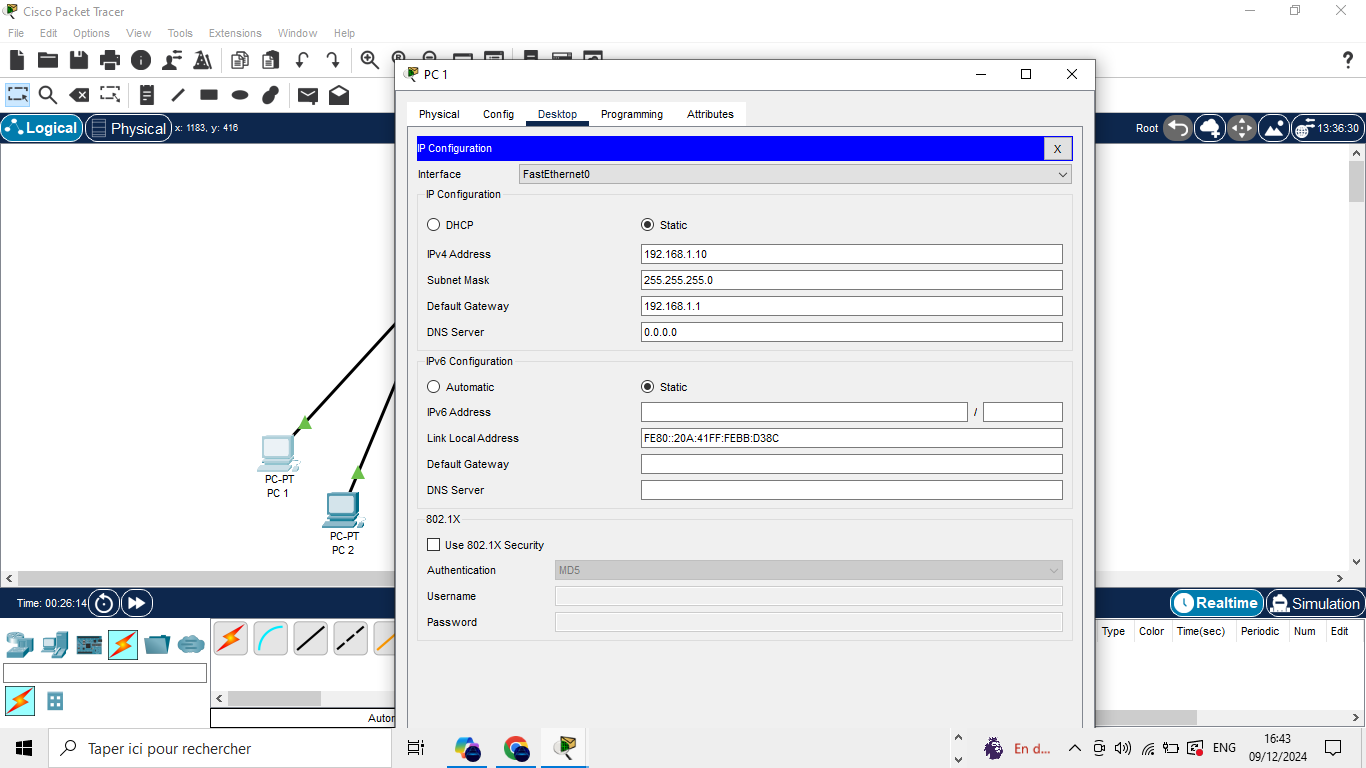 Cisco Packet Tracer
File Edit Options View Tools Extensions Window Help
PC 1
?
Physical Config Desktop Programming Attributes
Logical Physical x: 1183, y: 416
Root 13:36:30
IP Configuration X
Interface FastEthernet0
IP Configuration
DHCP Static
IPv4 Address 192.168.1.10
Subnet Mask 255.255.255.0
Default Gateway 192.168.1.1
DNS Server 0.0.0.0
IPv6 Configuration
Automatic Static
IPv6 Address /
Link Local Address FE80::20A:41FF:FEBB:D38C
Default Gateway
DNS Server
802.1X
Use 802.1X Security
Authentication MD5
Username
Password
PC-PT
PC 1
PC-PT
PC 2
Time: 00:26:14
Realtime Simulation
Type Color Time(sec) Periodic Num Edit
Autor
Taper ici pour rechercher
En d...
ENG
16:43
09/12/2024